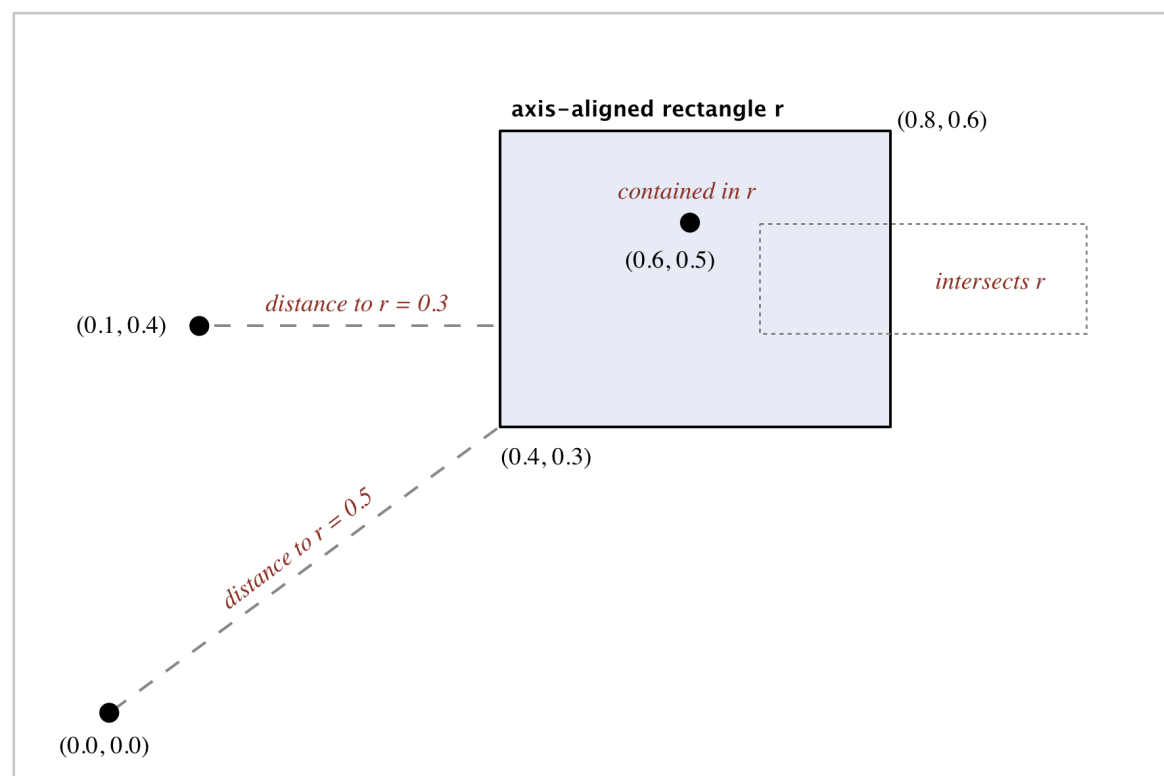 axis-aligned rectangle r
(0.8, 0.6)
contained in r
(0.6, 0.5)
intersects r
distance to r = 0.3
(0.1, 0.4)
(0.4, 0.3)
distance to r = 0.5
(0.0, 0.0)